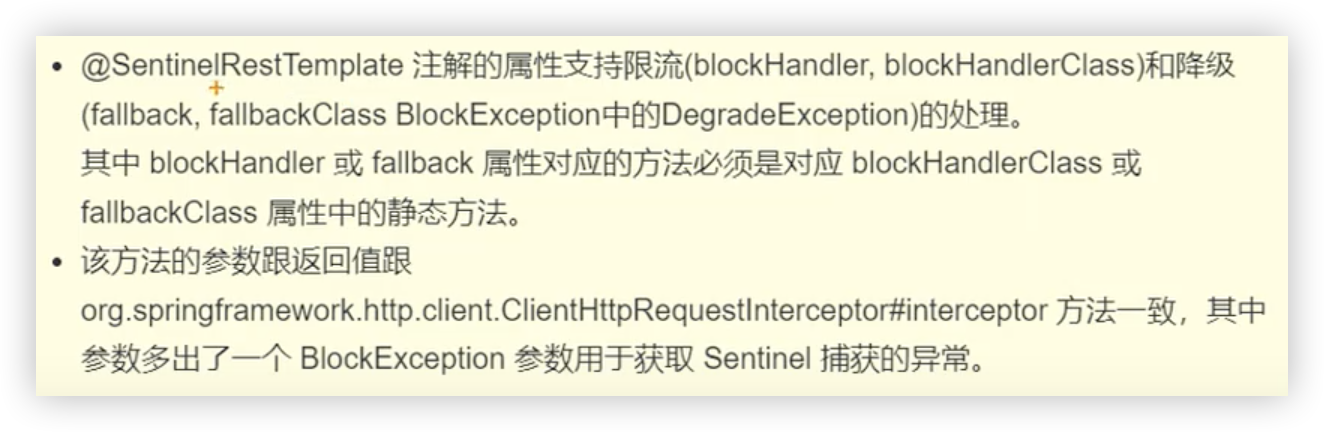 • @SentinelRestTemplate 注解的属性支持限流(blockHandler, blockHandlerClass)和降级
(fallback, fallbackClass BlockException中的DegradeException)的处理。
其中 blockHandler 或 fallback 属性对应的方法必须是对应 blockHandlerClass 或
fallbackClass 属性中的静态方法。
• 该方法的参数跟返回值跟
org.springframework.http.client.ClientHttpRequestInterceptor#interceptor 方法一致，其中
参数多出了一个 BlockException 参数用于获取 Sentinel 捕获的异常。